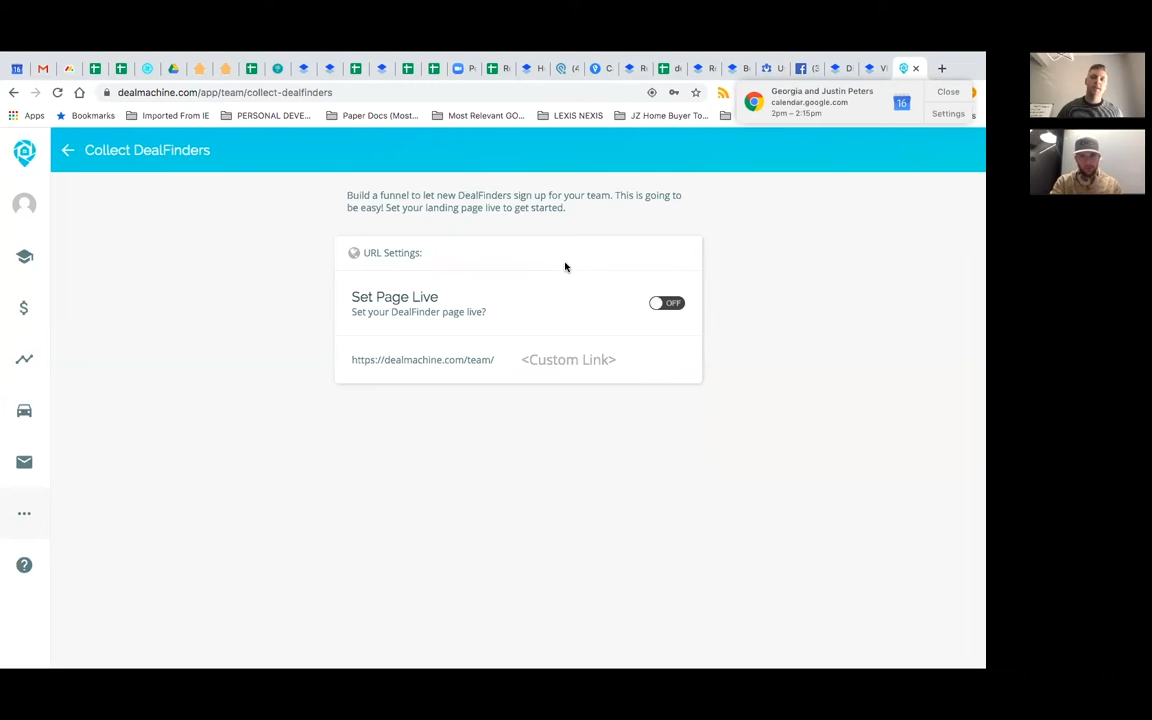 16
P
R
H
(4
C
R
d
R
B
U
(3
D
V
dealmachine.com/app/team/collect-dealfinders
Georgia and Justin Peters
calendar.google.com
2pm – 2:15pm
16
Close
Settings
Apps
Bookmarks
Imported From IE
PERSONAL DEVE...
Paper Docs (Most...
Most Relevant GO...
LEXIS NEXIS
JZ Home Buyer To...
Collect DealFinders
Build a funnel to let new DealFinders sign up for your team. This is going to
be easy! Set your landing page live to get started.
URL Settings:
Set Page Live
Set your DealFinder page live?
OFF
https://dealmachine.com/team/ <Custom Link>